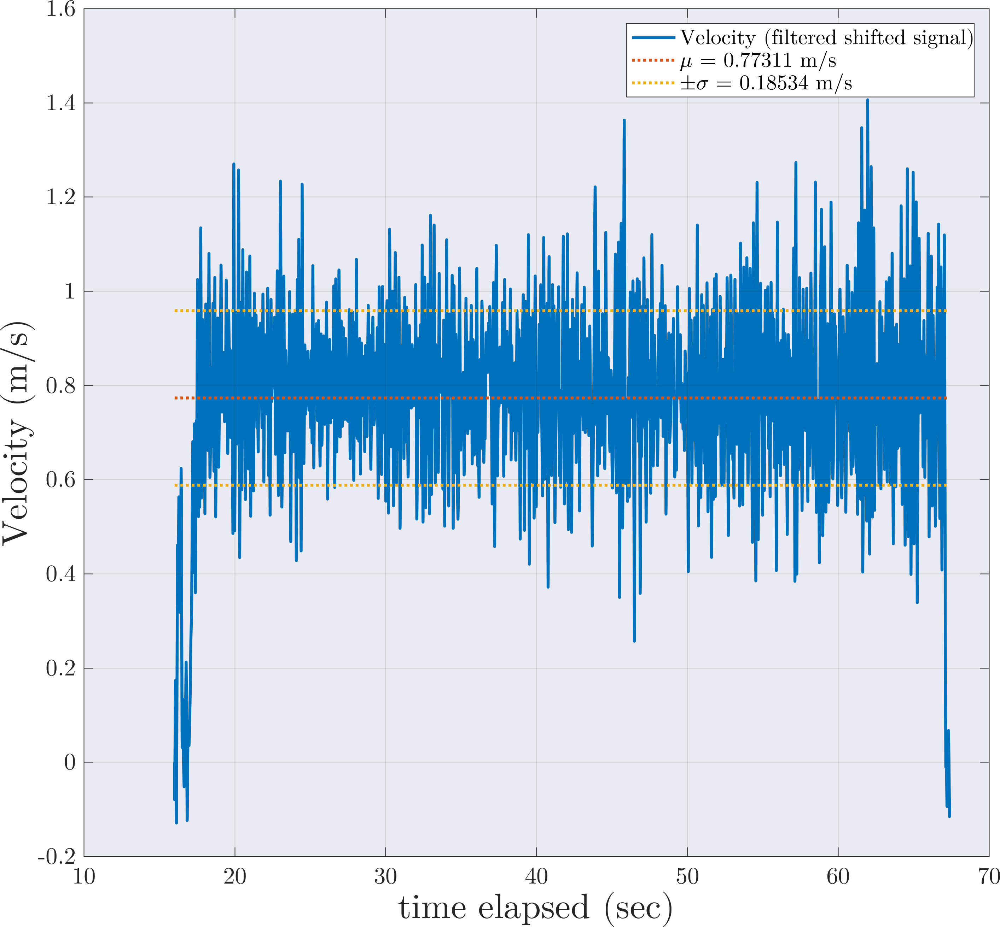 1.6
1.4
1.2
1
0.8
0.6
0.4
0.2
0
-0.2
Velocity (m/s)
Velocity (filtered shifted signal)
μ = 0.77311 m/s
±σ = 0.18534 m/s
10 20 30 40 50 60 70
time elapsed (sec)